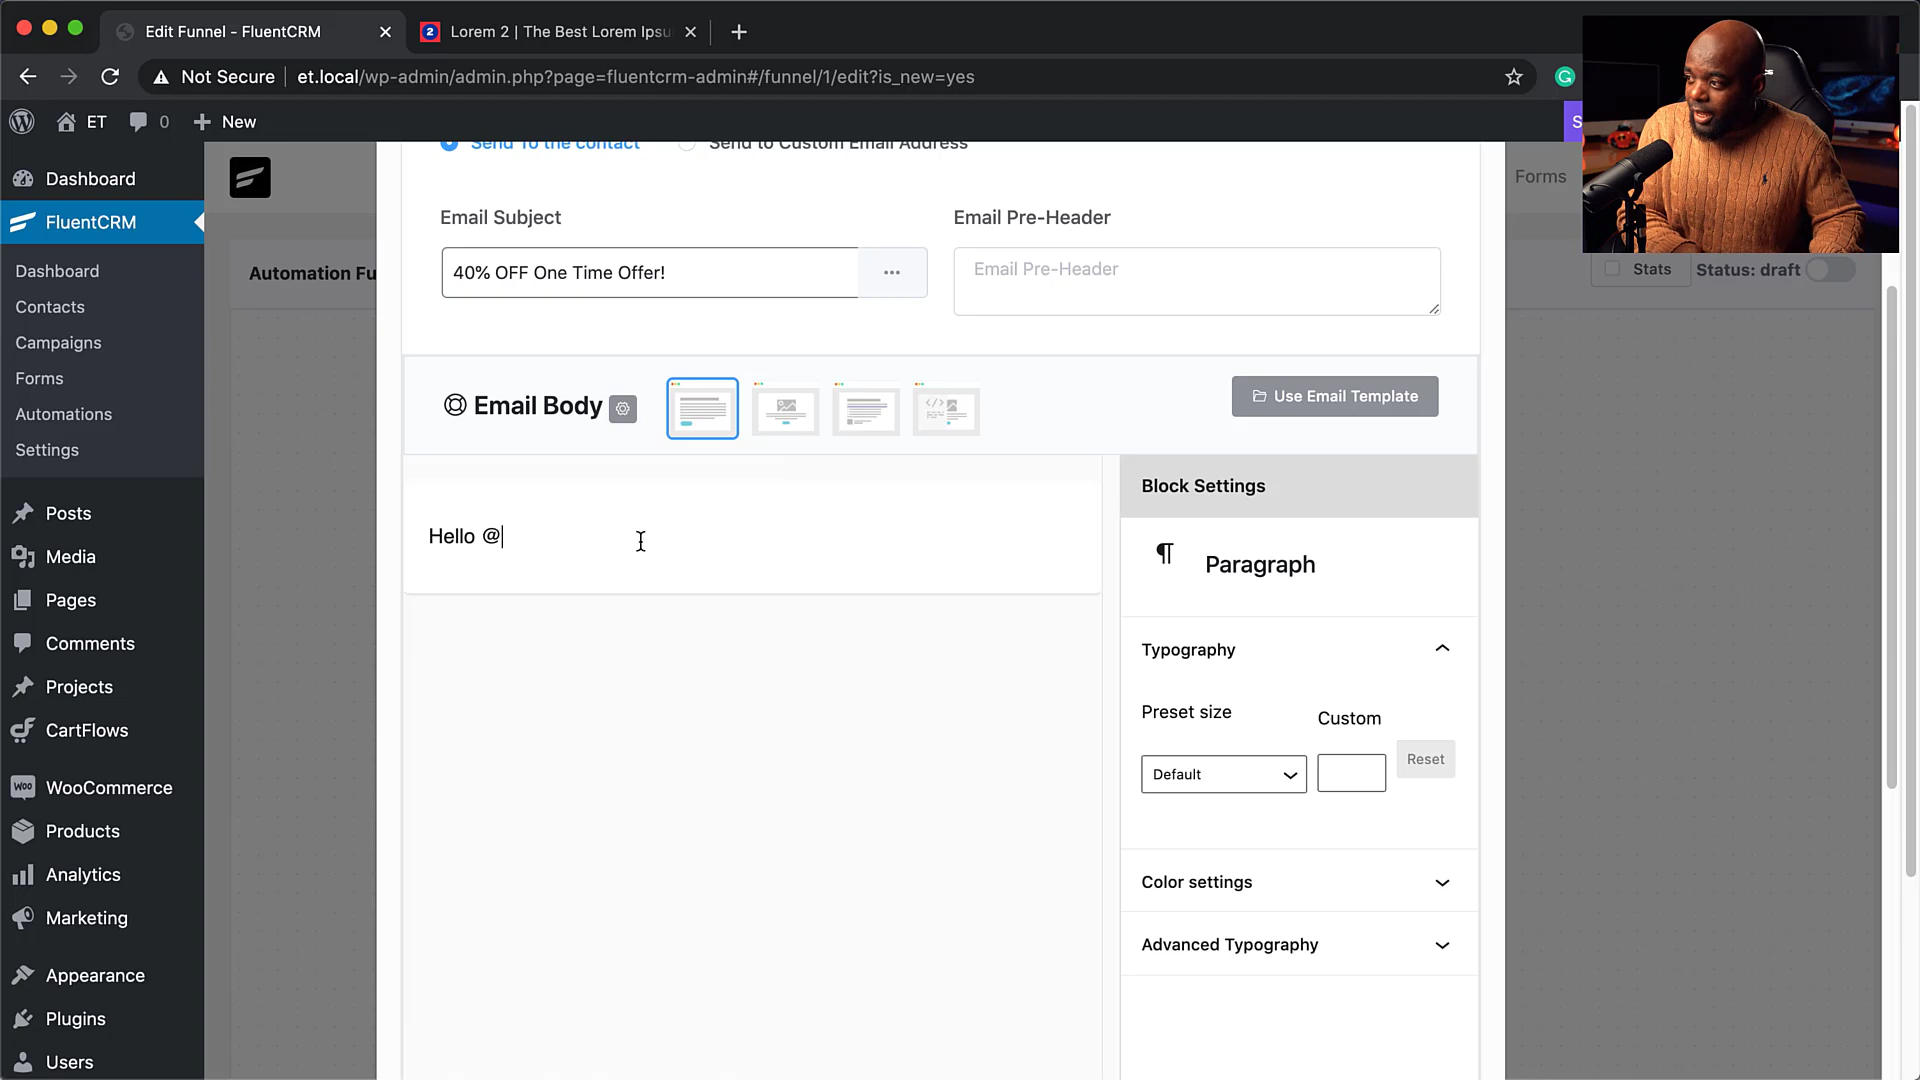 Edit Funnel - FluentCRM
2
Lorem 2 | The Best Lorem Ipsu
Not Secure
et.local/wp-admin/admin.php?page=fluentcrm-admin#/funnel/1/edit?is_new=yes
G
ET
0
New
S
Dashboard
FluentCRM
Dashboard
Contacts
Campaigns
Forms
Automations
Settings
Posts
Media
Pages
Comments
Projects
CartFlows
Woo
WooCommerce
Products
Analytics
Marketing
Appearance
Plugins
Users
Forms
Automation Fu
Stats
Status: draft
Send To the contact
Send to Custom Email Address
Email Subject
Email Pre-Header
40% OFF One Time Offer!
Email Pre-Header
Email Body
Use Email Template
Hello @
Block Settings
Paragraph
Typography
Preset size
Custom
Default
Reset
Color settings
Advanced Typography